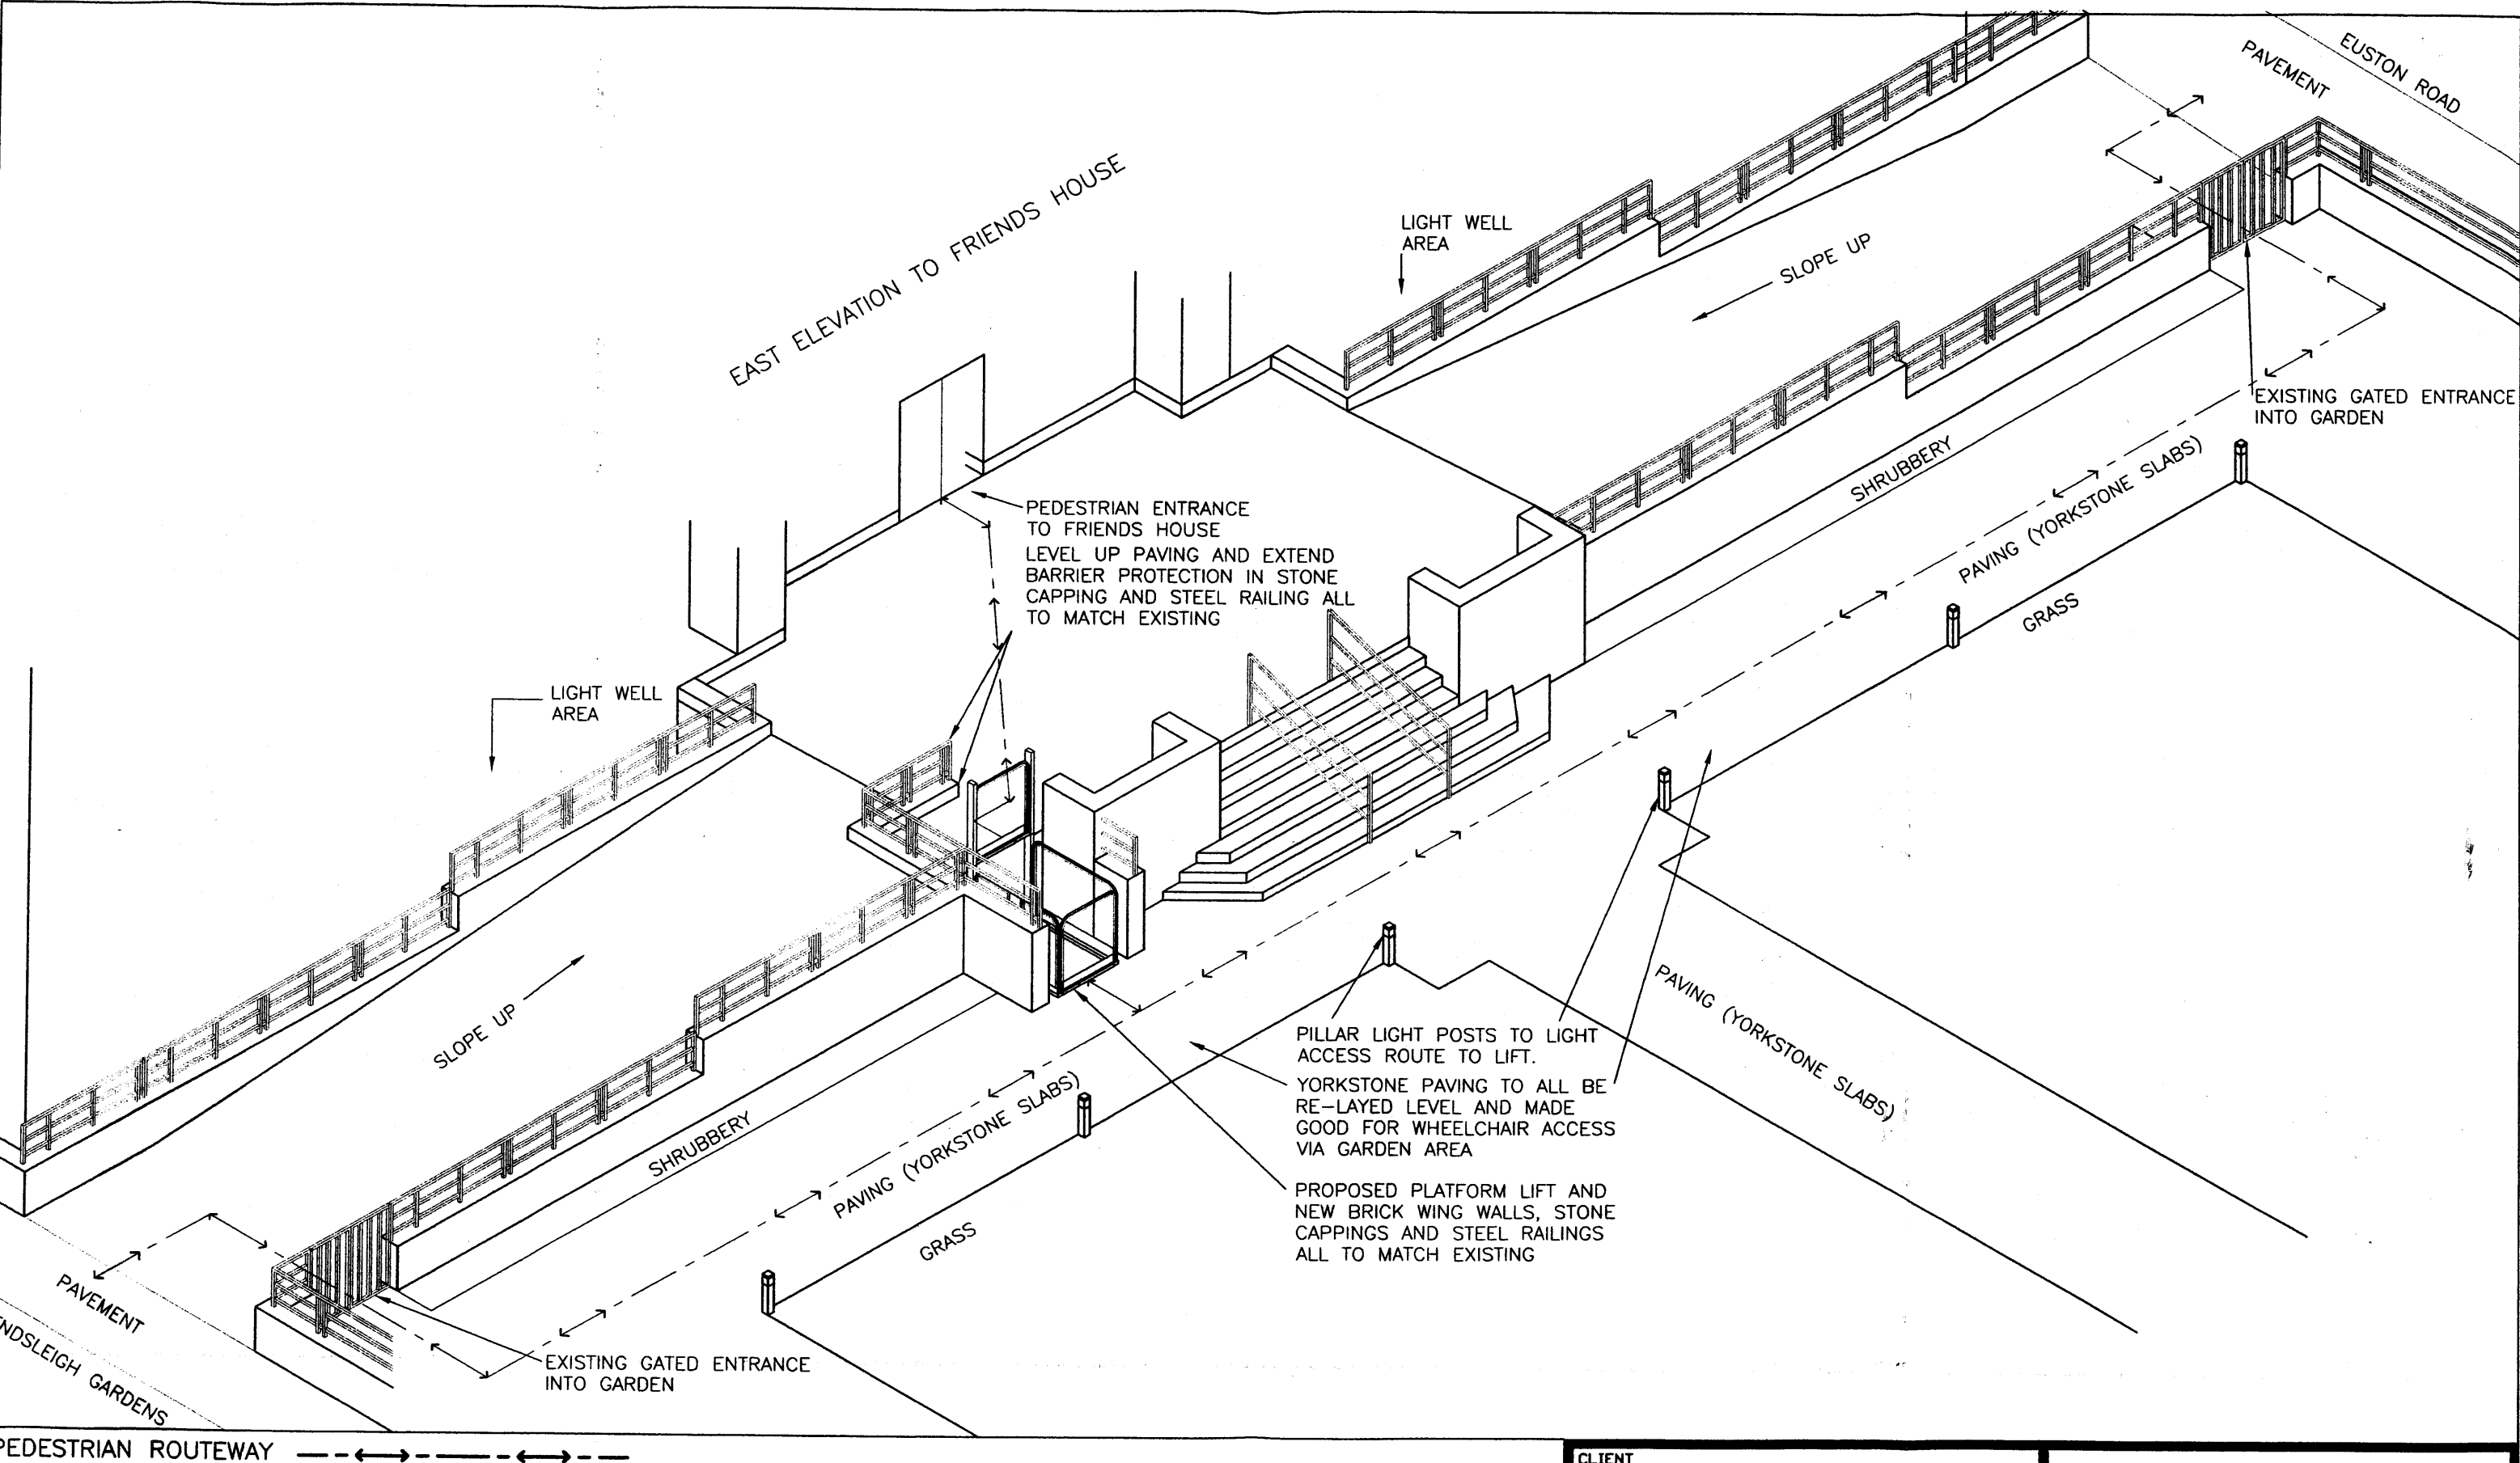 EUSTON ROAD
PAVEMENT
EAST ELEVATION TO FRIENDS HOUSE
LIGHT WELL
AREA
SLOPE UP
EXISTING GATED ENTRANCE
INTO GARDEN
SHRUBBERY
PAVING (YORKSTONE SLABS)
GRASS
PEDESTRIAN ENTRANCE
TO FRIENDS HOUSE
LEVEL UP PAVING AND EXTEND
BARRIER PROTECTION IN STONE
CAPPING AND STEEL RAILING ALL
TO MATCH EXISTING
LIGHT WELL
AREA
SLOPE UP
PAVING (YORKSTONE SLABS)
PILLAR LIGHT POSTS TO LIGHT
ACCESS ROUTE TO LIFT.
YORKSTONE PAVING TO ALL BE
RE-LAYED LEVEL AND MADE
GOOD FOR WHEELCHAIR ACCESS
VIA GARDEN AREA
PROPOSED PLATFORM LIFT AND
NEW BRICK WING WALLS, STONE
CAPPINGS AND STEEL RAILINGS
ALL TO MATCH EXISTING
SHRUBBERY
PAVING (YORKSTONE SLABS)
GRASS
PAVEMENT
NDSLEIGH GARDENS
EXISTING GATED ENTRANCE
INTO GARDEN
PEDESTRIAN ROUTEWAY
CLIENT